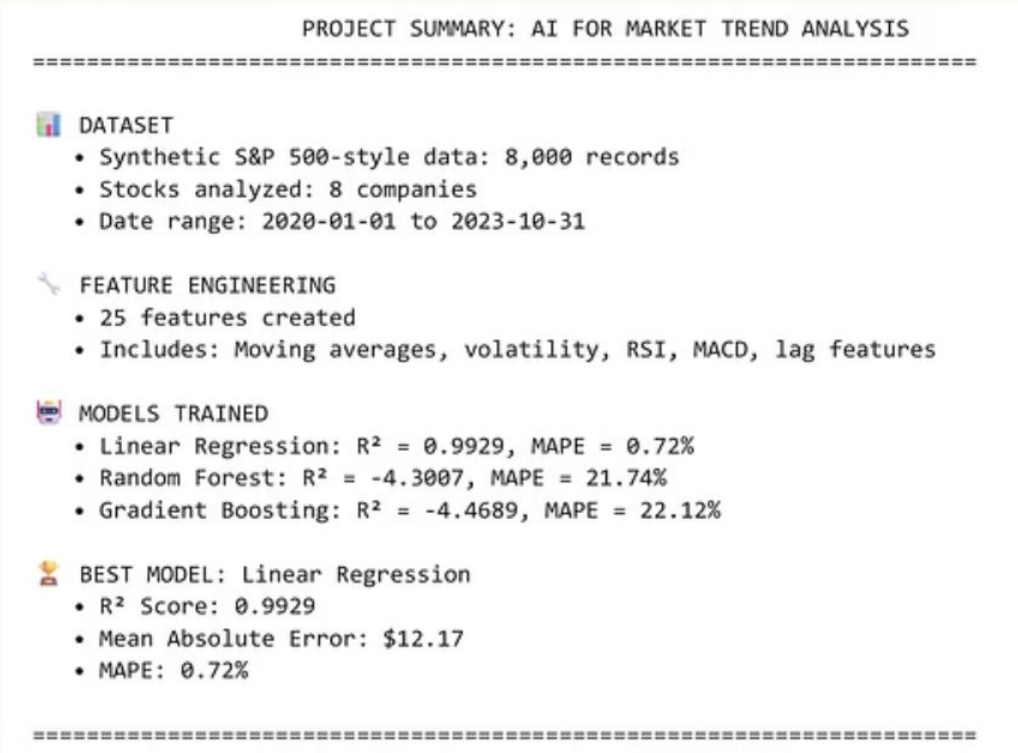 PROJECT SUMMARY: AI FOR MARKET TREND ANALYSIS
======================================================================
📊 DATASET
• Synthetic S&P 500-style data: 8,000 records
• Stocks analyzed: 8 companies
• Date range: 2020-01-01 to 2023-10-31
🔧 FEATURE ENGINEERING
• 25 features created
• Includes: Moving averages, volatility, RSI, MACD, lag features
🤖 MODELS TRAINED
• Linear Regression: R² = 0.9929, MAPE = 0.72%
• Random Forest: R² = -4.3007, MAPE = 21.74%
• Gradient Boosting: R² = -4.4689, MAPE = 22.12%
🏆 BEST MODEL: Linear Regression
• R² Score: 0.9929
• Mean Absolute Error: $12.17
• MAPE: 0.72%
======================================================================